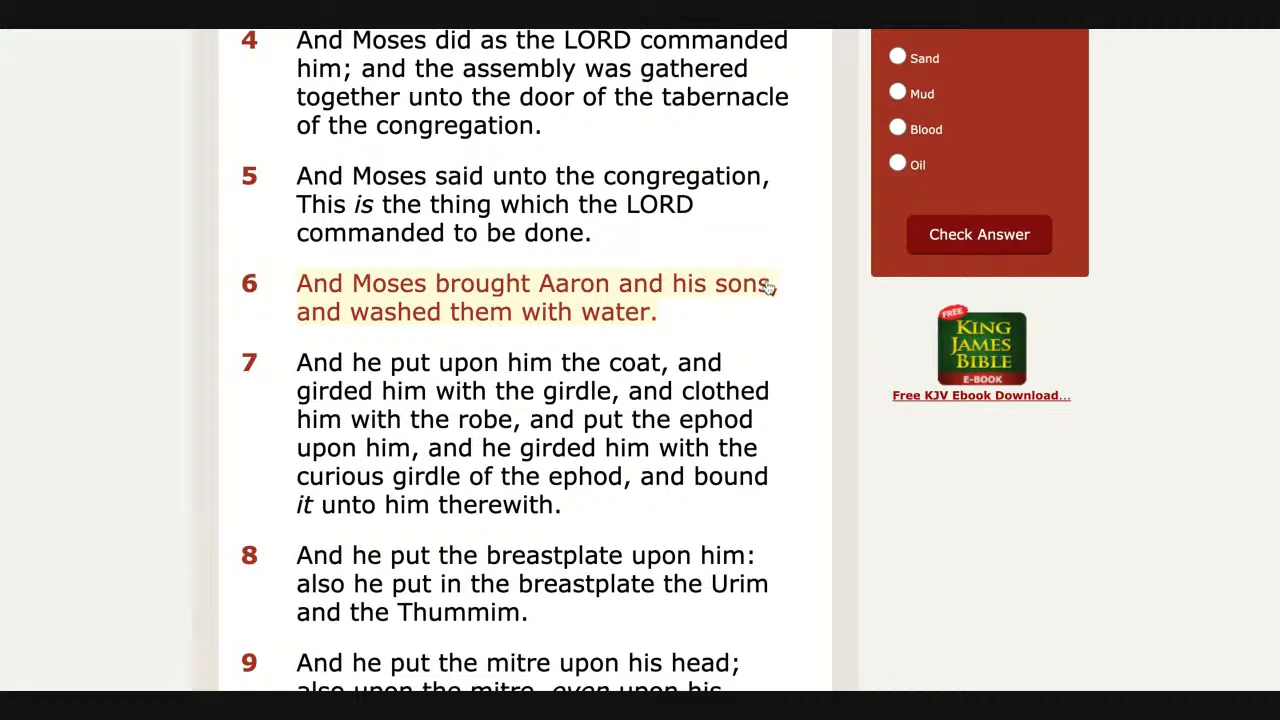 4 And Moses did as the LORD commanded
him; and the assembly was gathered
together unto the door of the tabernacle
of the congregation.
5 And Moses said unto the congregation,
This is the thing which the LORD
commanded to be done.
6 And Moses brought Aaron and his sons,
and washed them with water.
7 And he put upon him the coat, and
girded him with the girdle, and clothed
him with the robe, and put the ephod
upon him, and he girded him with the
curious girdle of the ephod, and bound
it unto him therewith.
8 And he put the breastplate upon him:
also he put in the breastplate the Urim
and the Thummim.
9 And he put the mitre upon his head;
also upon the mitre, even upon his
Sand
Mud
Blood
Oil
Check Answer
FREE
KING
JAMES
BIBLE
E-BOOK
Free KJV Ebook Download...